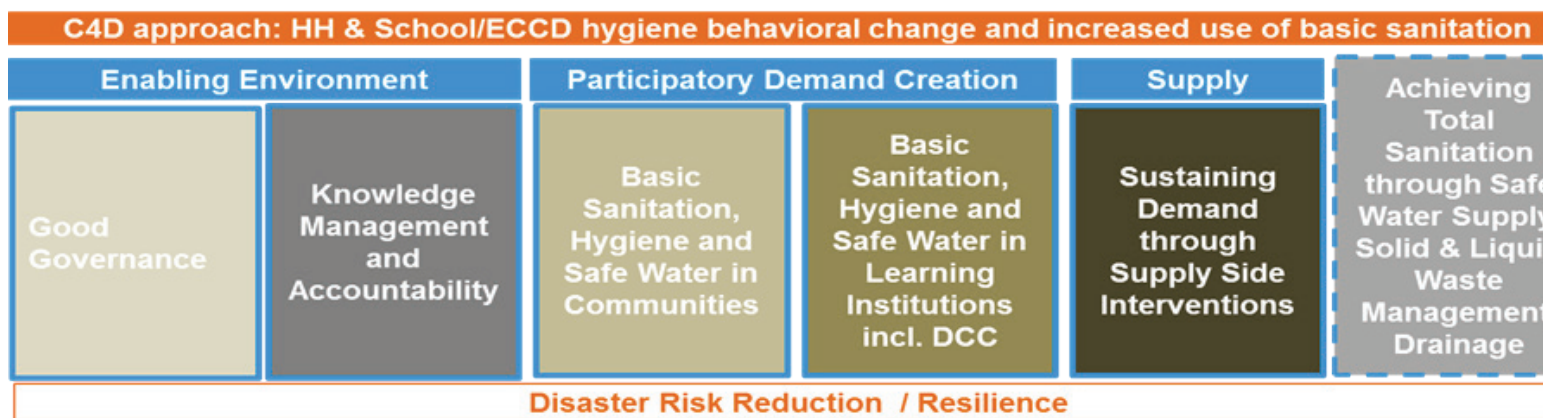 C4D approach: HH & School/ECCD hygiene behavioral change and increased use of basic sanitation
Enabling Environment
Good
Governance
Knowledge
Management
and
Accountability
Participatory Demand Creation
Basic
Sanitation,
Hygiene and
Safe Water in
Communities
Basic
Sanitation,
Hygiene and
Safe Water in
Learning
Institutions
incl. DCC
Supply
Sustaining
Demand
through
Supply Side
Interventions
Achieving
Total
Sanitation
through
Water
Solid &
Waste
Management
Drainage
Disaster Risk Reduction / Resilience